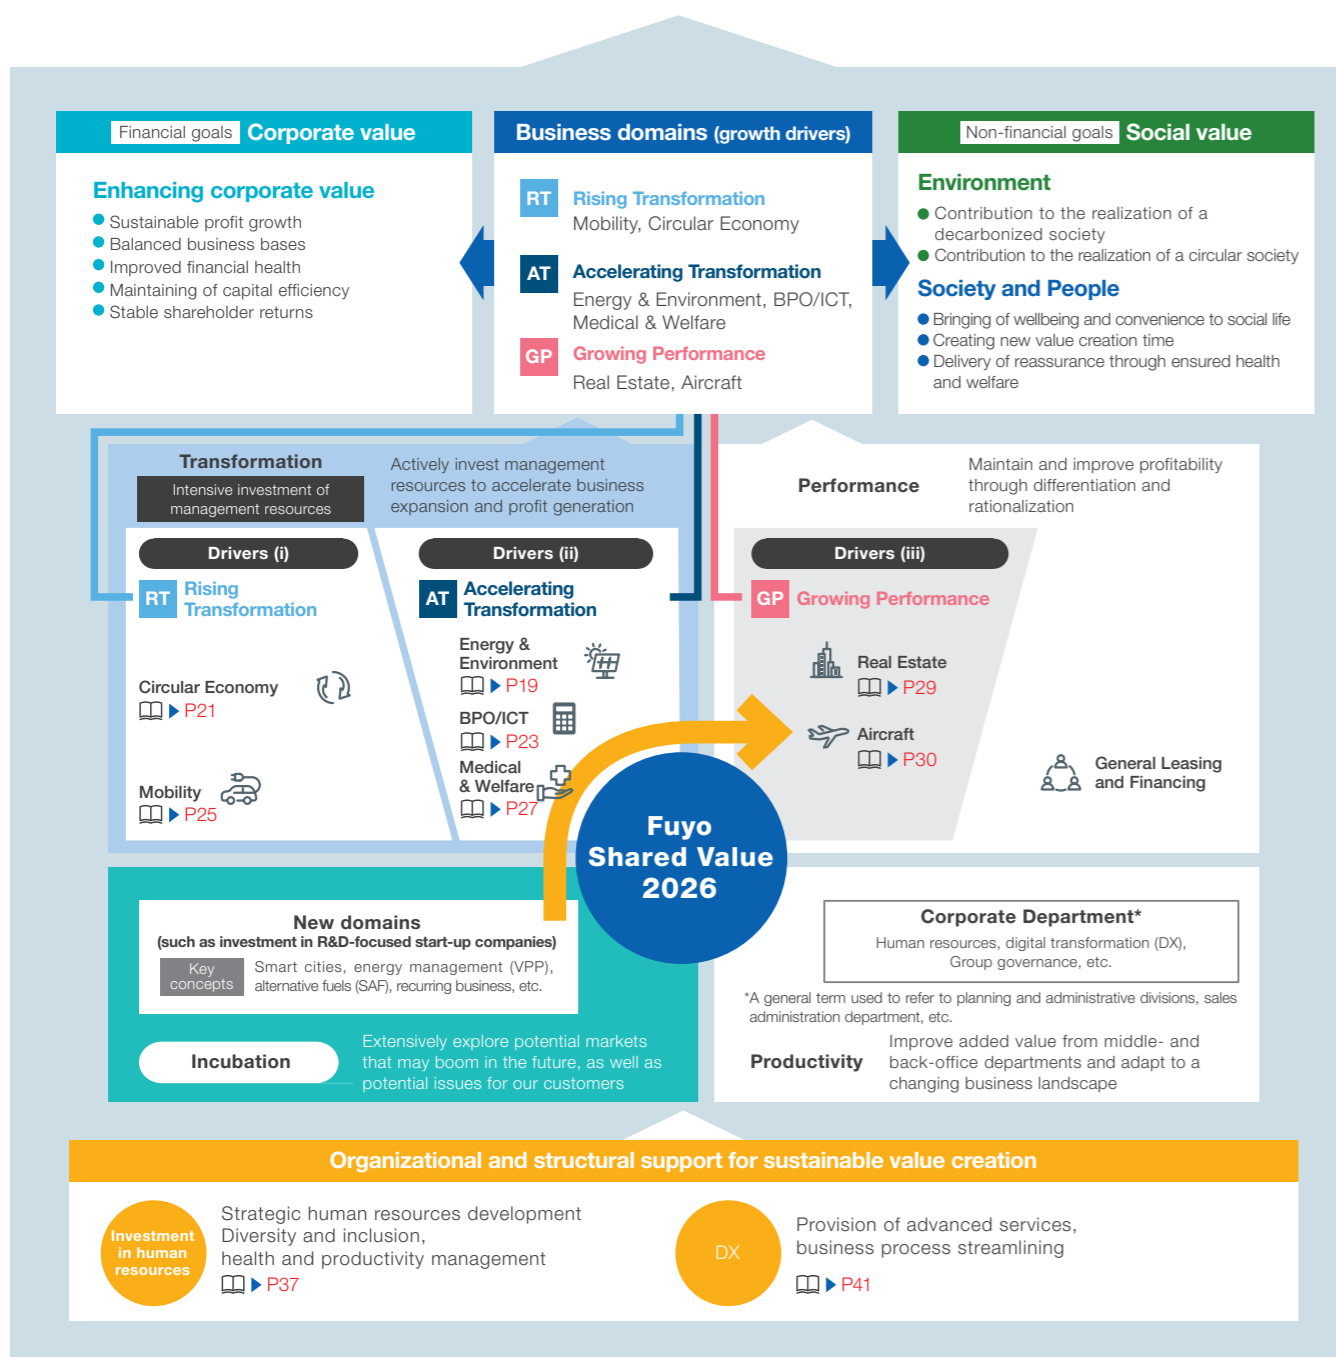 Financial goals Corporate value
Enhancing corporate value
Sustainable profit growth
Balanced business bases
Improved financial health
Maintaining of capital efficiency
Stable shareholder returns
Business domains (growth drivers)
RT Rising Transformation
Mobility, Circular Economy
AT Accelerating Transformation
Energy & Environment, BPO/ICT,
Medical & Welfare
GP Growing Performance
Real Estate, Aircraft
Non-financial goals Social value
Environment
Contribution to the realization of a
decarbonized society
Contribution to the realization of a circular society
Society and People
Bringing of wellbeing and convenience to social life
Creating new value creation time
Delivery of reassurance through ensured health
and welfare
Transformation
Intensive investment of
management resources
Actively invest management
resources to accelerate business
expansion and profit generation
Drivers (i)
RT Rising
Transformation
Circular Economy
P21
Mobility
P25
Drivers (ii)
AT Accelerating
Transformation
Energy &
Environment
P19
BPO/ICT
P23
Medical
& Welfare
P27
Performance
Maintain and improve profitability
through differentiation and
rationalization
Drivers (iii)
GP Growing Performance
Real Estate
P29
Aircraft
P30
General Leasing
and Financing
Fuyo
Shared Value
2026
New domains
(such as investment in R&D-focused start-up companies)
Key
concepts
Smart cities, energy management (VPP),
alternative fuels (SAF), recurring business, etc.
Incubation
Extensively explore potential markets
that may boom in the future, as well as
potential issues for our customers
Corporate Department*
Human resources, digital transformation (DX),
Group governance, etc.
*A general term used to refer to planning and administrative divisions, sales
administration department, etc.
Productivity
Improve added value from middle- and
back-office departments and adapt to a
changing business landscape
Organizational and structural support for sustainable value creation
Investment
in human
resources
Strategic human resources development
Diversity and inclusion,
health and productivity management
P37
DX
Provision of advanced services,
business process streamlining
P41